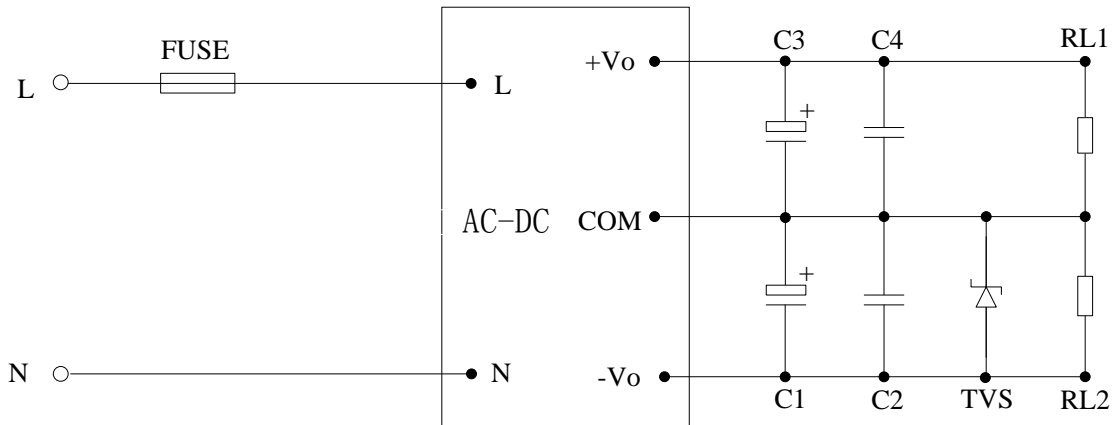 FUSE
C3 C4 RL1
L L +Vo
+
AC-DC COM
+
N N -Vo
C1 C2 TVS RL2